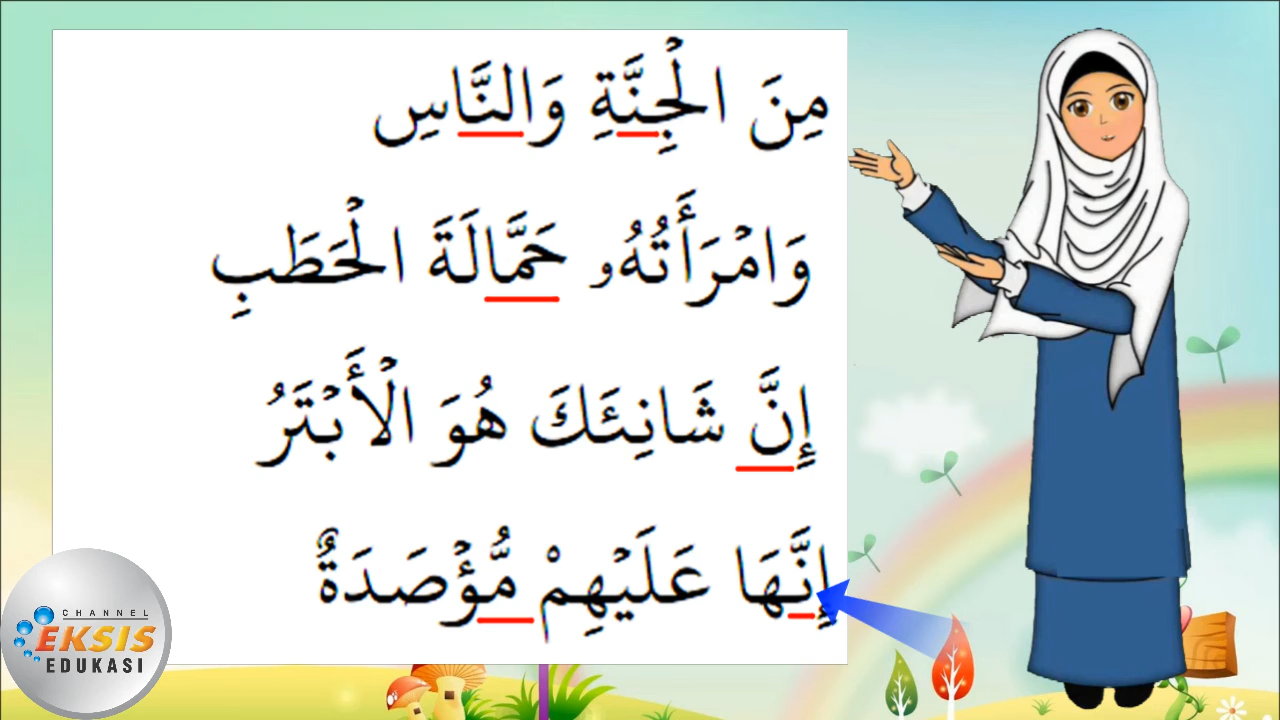 مِنَ الْجِنَّةِ وَالنَّاسِ
وَامْرَأَتُهُۥ حَمَّالَةَ الْحَطَبِ
إِنَّ شَانِئَكَ هُوَ الْأَبْتَرُ
إِنَّهَا عَلَيْهِمْ مُّؤْصَدَةٌ
CHANNEL
EKSIS
EDUKASI